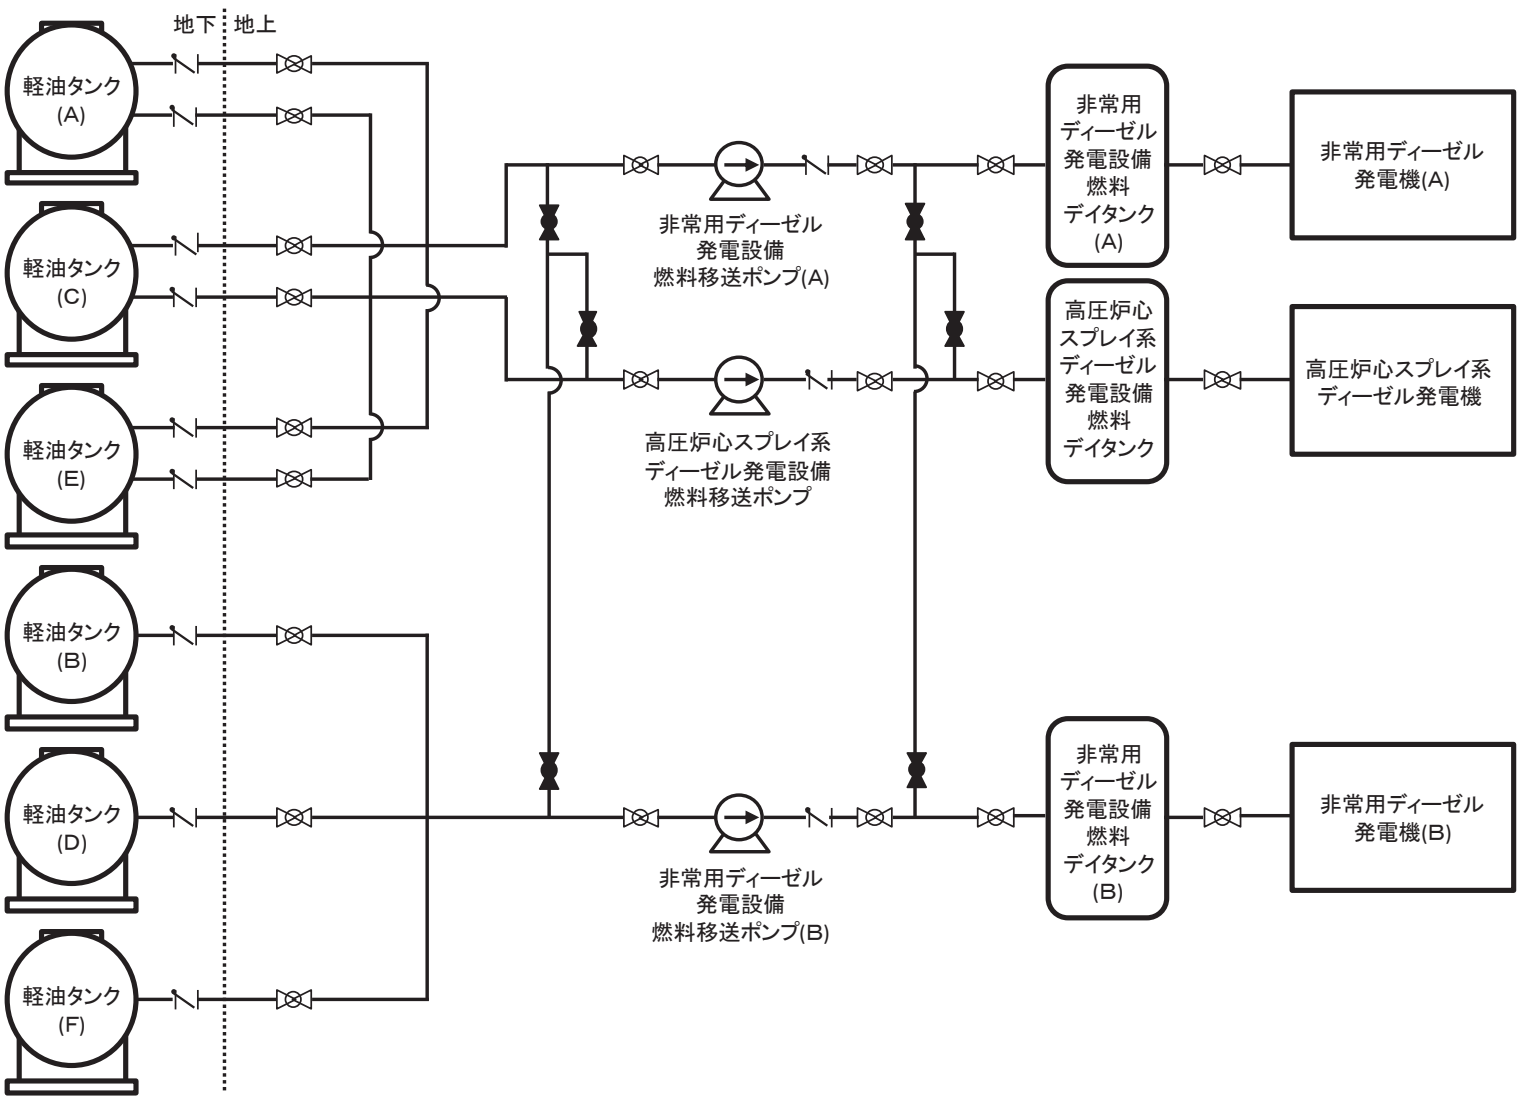 地下
地上
軽油タンク
(A)
軽油タンク
(C)
軽油タンク
(E)
軽油タンク
(B)
軽油タンク
(D)
軽油タンク
(F)
非常用ディーゼル
発電設備
燃料移送ポンプ(A)
高圧炉心スプレイ系
ディーゼル発電設備
燃料移送ポンプ
非常用ディーゼル
発電設備
燃料移送ポンプ(B)
非常用
ディーゼル
発電設備
燃料
デイタンク
(A)
高圧炉心
スプレイ系
ディーゼル
発電設備
燃料
デイタンク
非常用
ディーゼル
発電設備
燃料
デイタンク
(B)
非常用ディーゼル
発電機(A)
高圧炉心スプレイ系
ディーゼル発電機
非常用ディーゼル
発電機(B)